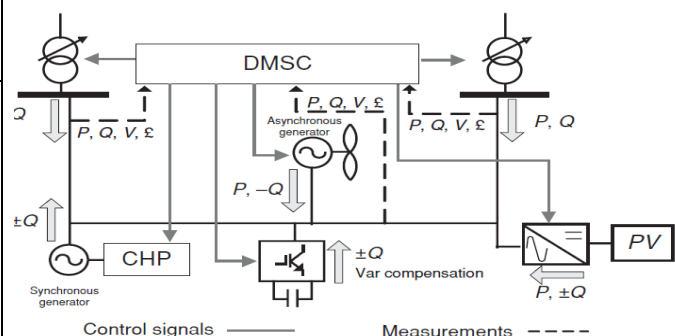 DMSC
Q
P, Q, V, £
P, Q, V, £
P, Q, V, £
P, Q
Asynchronous
generator
P, –Q
±Q
CHP
±Q
Var compensation
PV
P, ±Q
Synchronous
generator
Control signals
Measurements